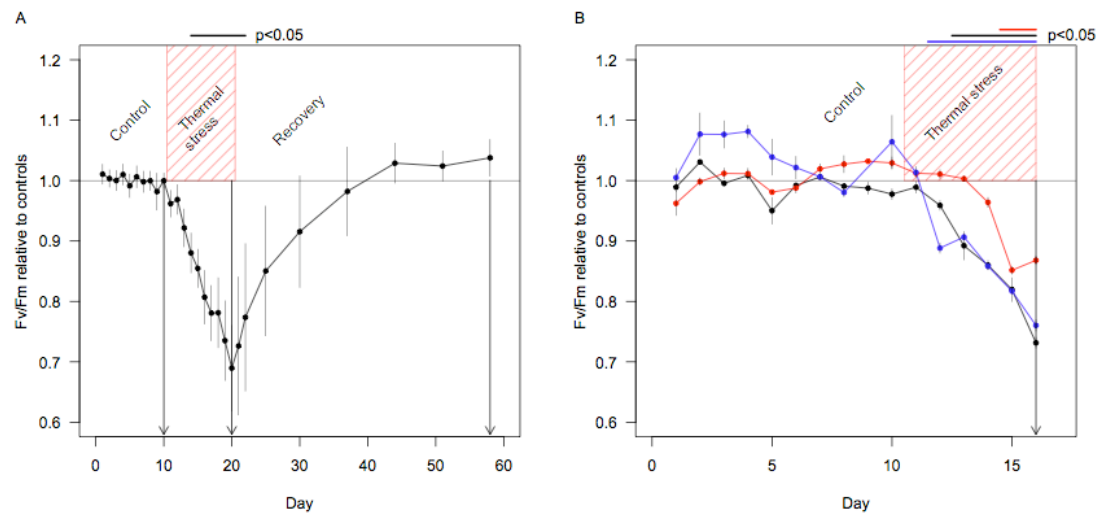 A
p<0.05
Fv/Fm relative to controls
1.2
1.1
1.0
0.9
0.8
0.7
0.6
Control
Thermal
stress
Recovery
0
10
20
30
40
50
60
Day
B
p<0.05
Fv/Fm relative to controls
1.2
1.1
1.0
0.9
0.8
0.7
0.6
Control
Thermal stress
0
5
10
15
Day